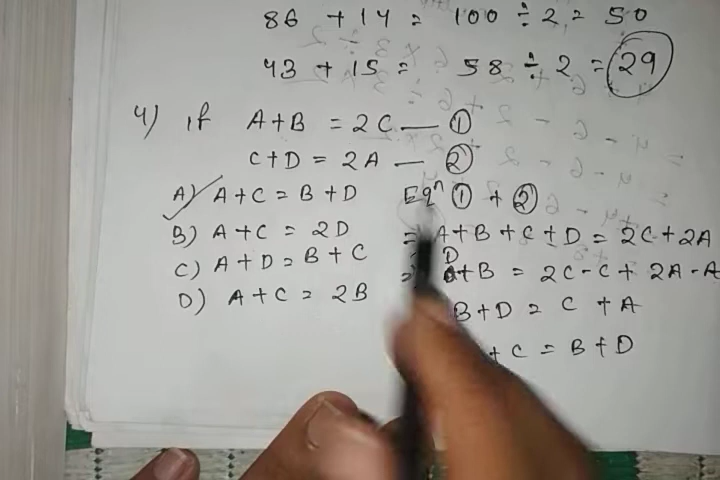 86 + 14 = 100 ÷ 2 = 50
43 + 15 = 58 ÷ 2 = 29
4) if A+B = 2C — ①
C+D = 2A — ②
A) A+C = B+D Eqⁿ ① + ②
B) A+C = 2D = A+B+C+D = 2C+2A
C) A+D = B+C D+B = 2C-C+2A-A
D) A+C = 2B B+D = C+A
+C = B+D